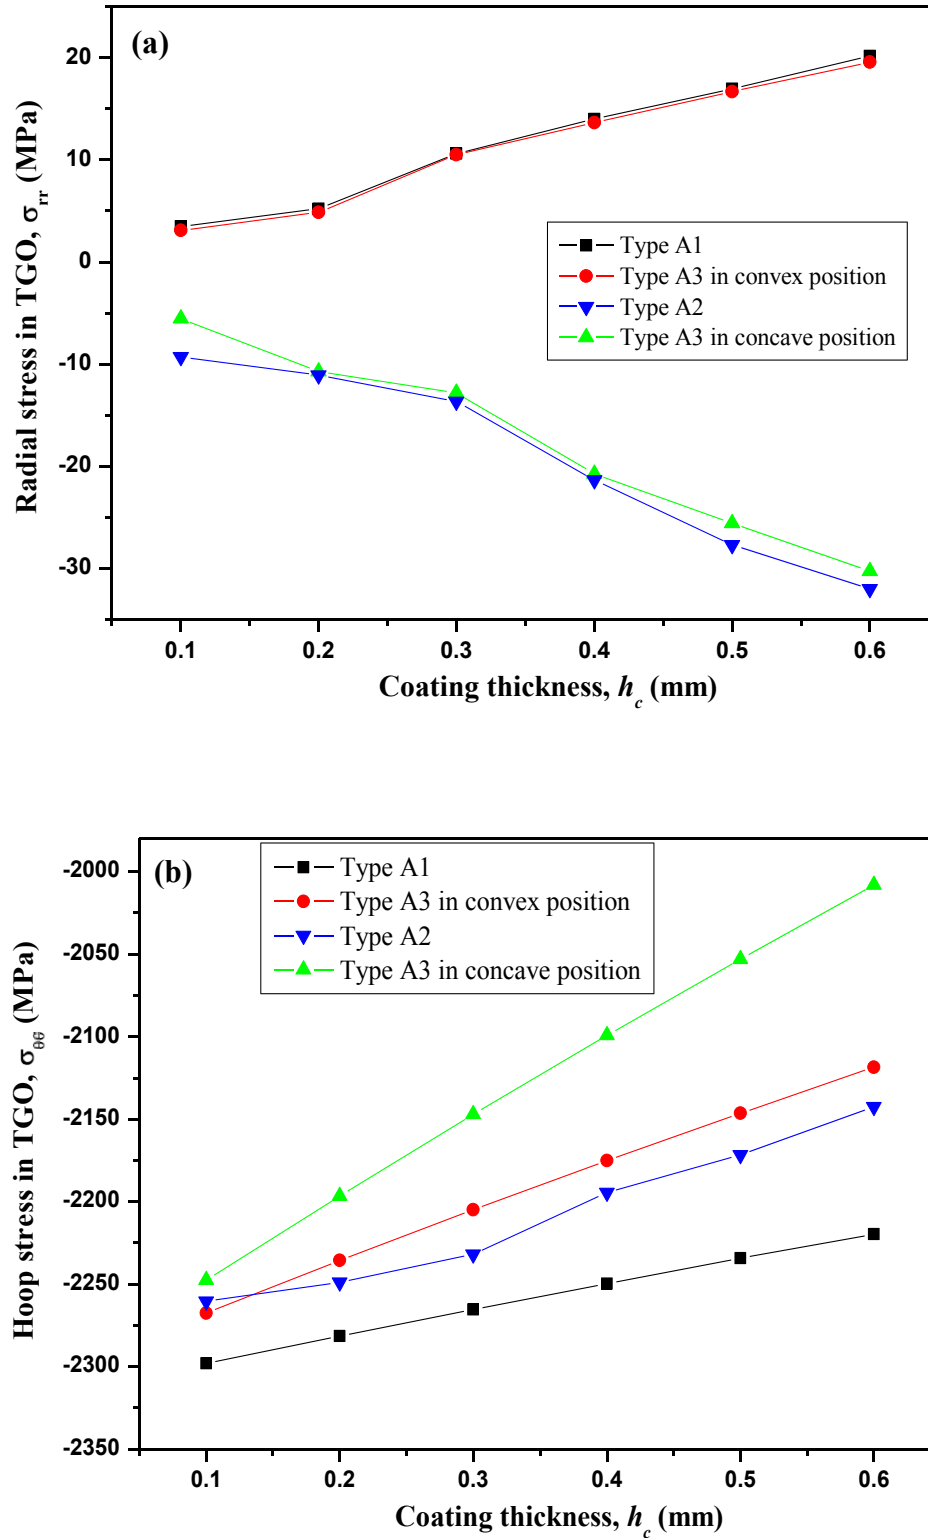 (a)
Radial stress in TGO, σrr (MPa)
20
10
0
-10
-20
-30
Type A1
Type A3 in convex position
Type A2
Type A3 in concave position
0.1 0.2 0.3 0.4 0.5 0.6
Coating thickness, hc (mm)
(b)
Hoop stress in TGO, σθθ (MPa)
-2000
-2050
-2100
-2150
-2200
-2250
-2300
-2350
Type A1
Type A3 in convex position
Type A2
Type A3 in concave position
0.1 0.2 0.3 0.4 0.5 0.6
Coating thickness, hc (mm)